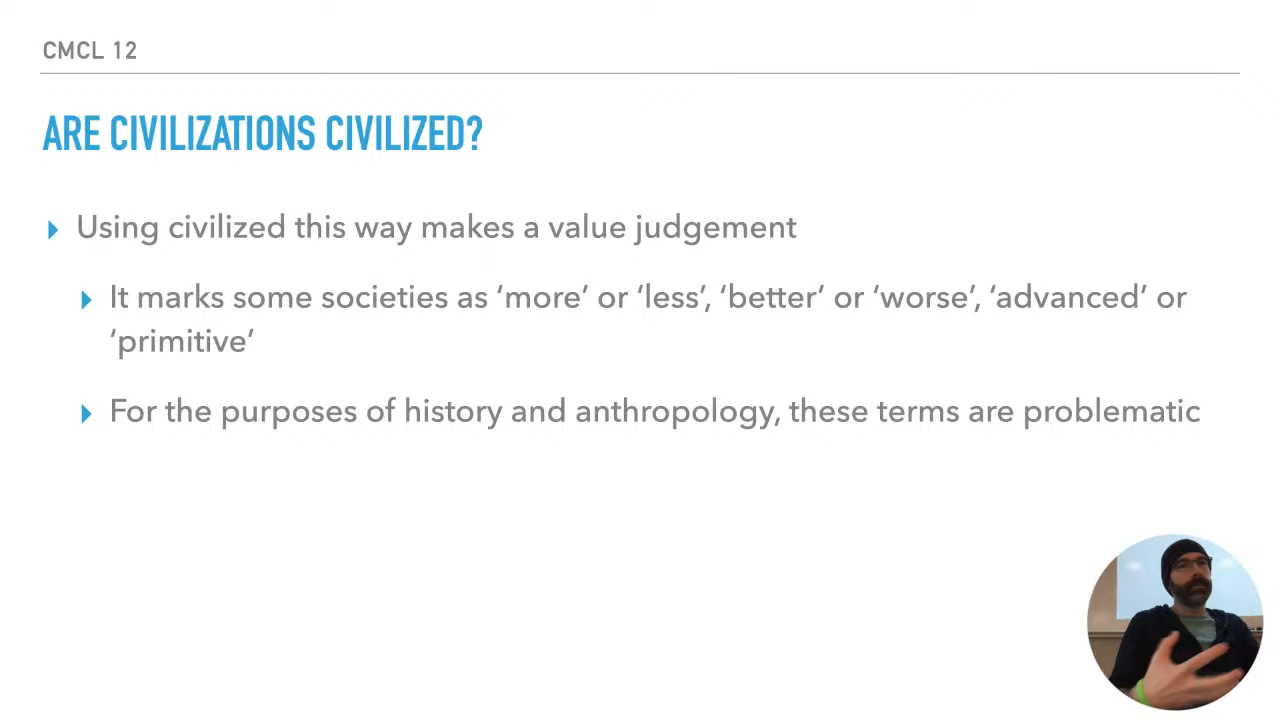 CMCL 12
ARE CIVILIZATIONS CIVILIZED?
Using civilized this way makes a value judgement
It marks some societies as ‘more’ or ‘less’, ‘better’ or ‘worse’, ‘advanced’ or
‘primitive’
For the purposes of history and anthropology, these terms are problematic